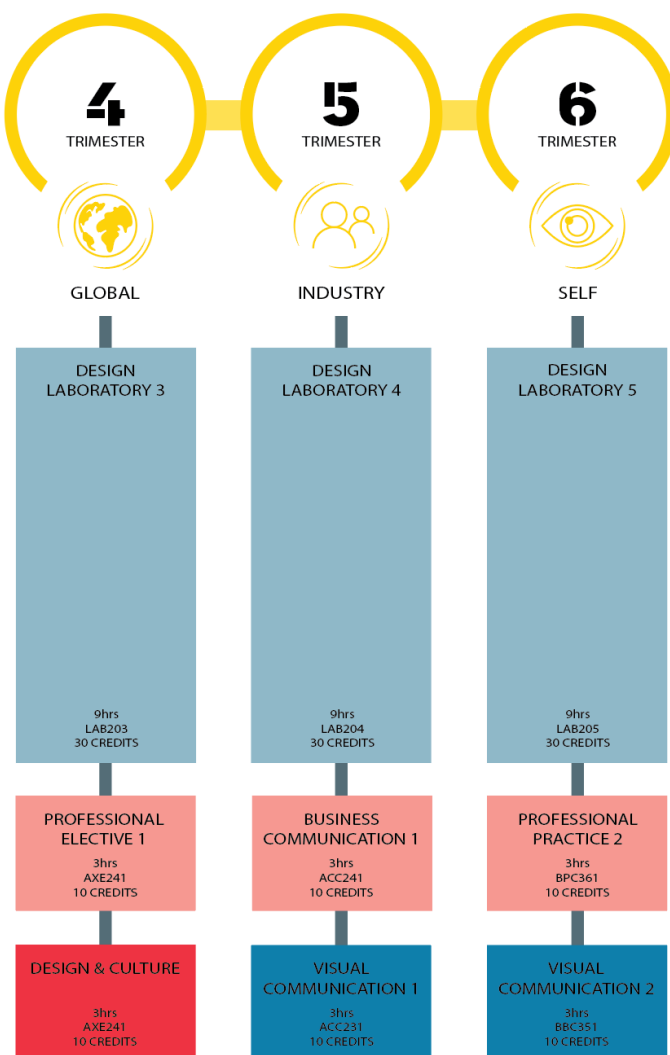 4
TRIMESTER
GLOBAL
DESIGN
LABORATORY 3
9hrs
LAB203
30 CREDITS
PROFESSIONAL
ELECTIVE 1
3hrs
AXE241
10 CREDITS
DESIGN & CULTURE
3hrs
AXE241
10 CREDITS
5
TRIMESTER
INDUSTRY
DESIGN
LABORATORY 4
9hrs
LAB204
30 CREDITS
BUSINESS
COMMUNICATION 1
3hrs
ACC241
10 CREDITS
VISUAL
COMMUNICATION 1
3hrs
ACC231
10 CREDITS
6
TRIMESTER
SELF
DESIGN
LABORATORY 5
9hrs
LAB205
30 CREDITS
PROFESSIONAL
PRACTICE 2
3hrs
BPC361
10 CREDITS
VISUAL
COMMUNICATION 2
3hrs
BBC351
10 CREDITS